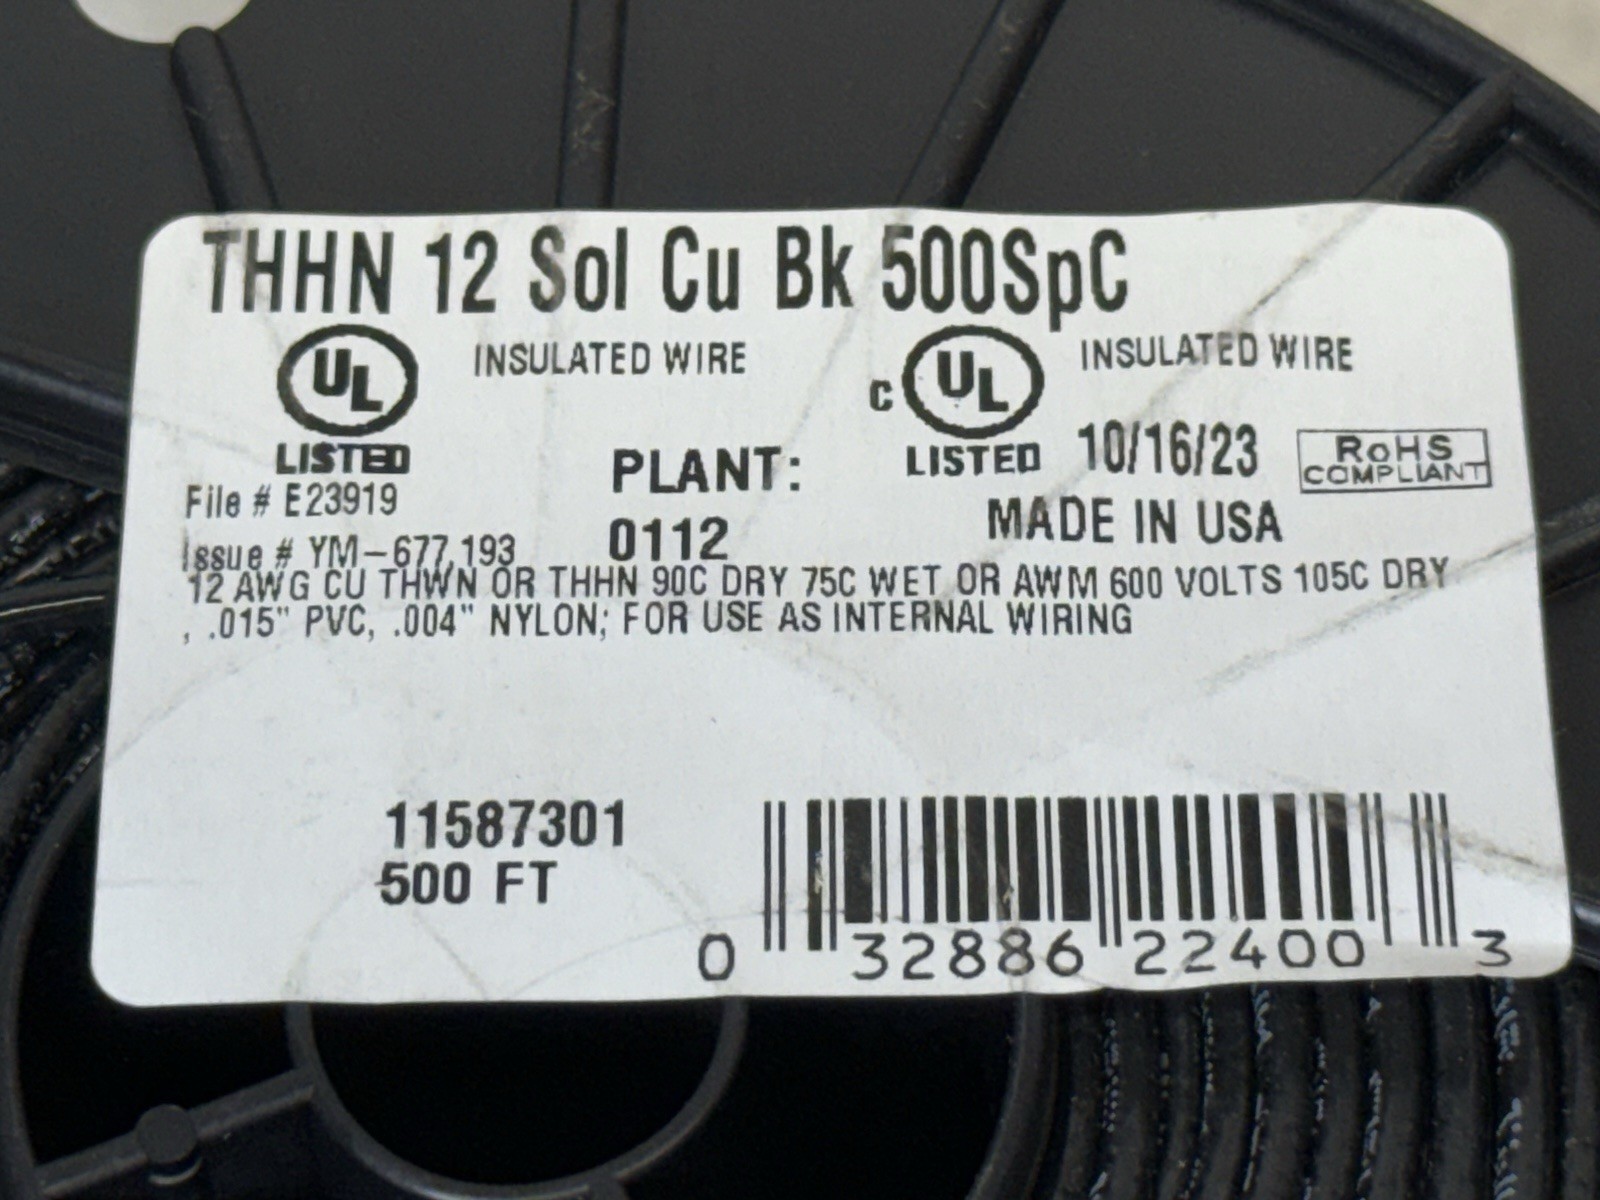 THHN 12 Sol Cu Bk 500SpC
UL INSULATED WIRE
LISTED
c UL INSULATED WIRE
LISTED
10/16/23
RoHS
COMPLIANT
File # E23919
PLANT:
0112
MADE IN USA
Issue # YM-677,193
12 AWG CU THWN OR THHN 90C DRY 75C WET OR AWM 600 VOLTS 105C DRY
, .015" PVC, .004" NYLON; FOR USE AS INTERNAL WIRING
11587301
500 FT
0 32886 22400 3